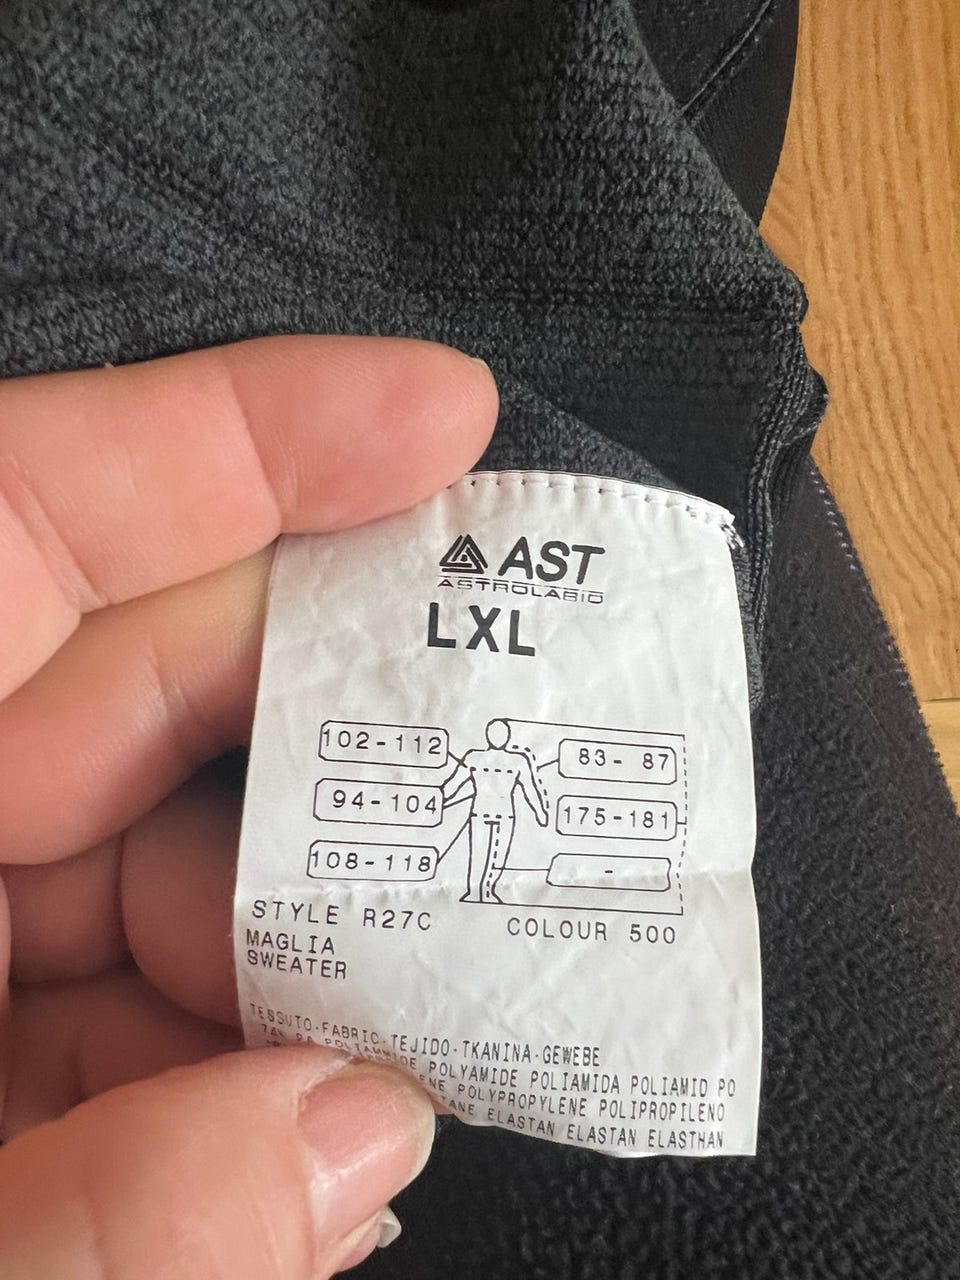 AST
ASTROLABIO
LXL
102-112
83- 87
94-104
175-181
108-118
-
STYLE R27C COLOUR 500
MAGLIA
SWEATER
TESSUTO-FABRIC-TEJIDO-TKANINA-GEWEBE
POLYAMIDE POLIAMIDA POLIAMID PO
POLYPROPYLENE POLIPROPILENO
ELASTAN ELASTAN ELASTHAN